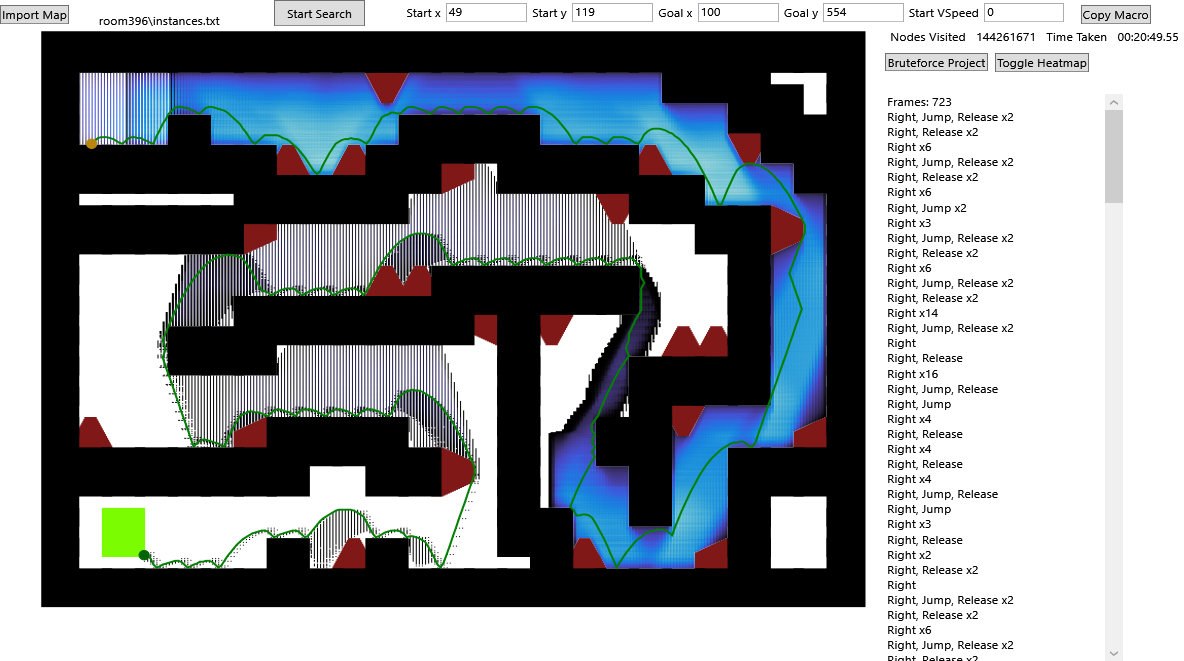 Import Map
room396\instances.txt
Start Search
Start x 49 Start y 119 Goal x 100 Goal y 554 Start VSpeed 0
Copy Macro
Nodes Visited 144261671 Time Taken 00:20:49.55
Bruteforce Project Toggle Heatmap
Frames: 723
Right, Jump, Release x2
Right, Release x2
Right x6
Right, Jump, Release x2
Right, Release x2
Right x6
Right, Jump x2
Right x3
Right, Jump, Release x2
Right, Release x2
Right x6
Right, Jump, Release x2
Right, Release x2
Right x14
Right, Jump, Release x2
Right
Right, Release
Right x16
Right, Jump, Release
Right, Jump
Right x4
Right, Release
Right x4
Right, Release
Right x4
Right, Jump, Release
Right, Jump
Right x3
Right, Release
Right x2
Right, Release x2
Right
Right, Jump, Release x2
Right, Release x2
Right x6
Right, Jump, Release x2
Right, Release x2